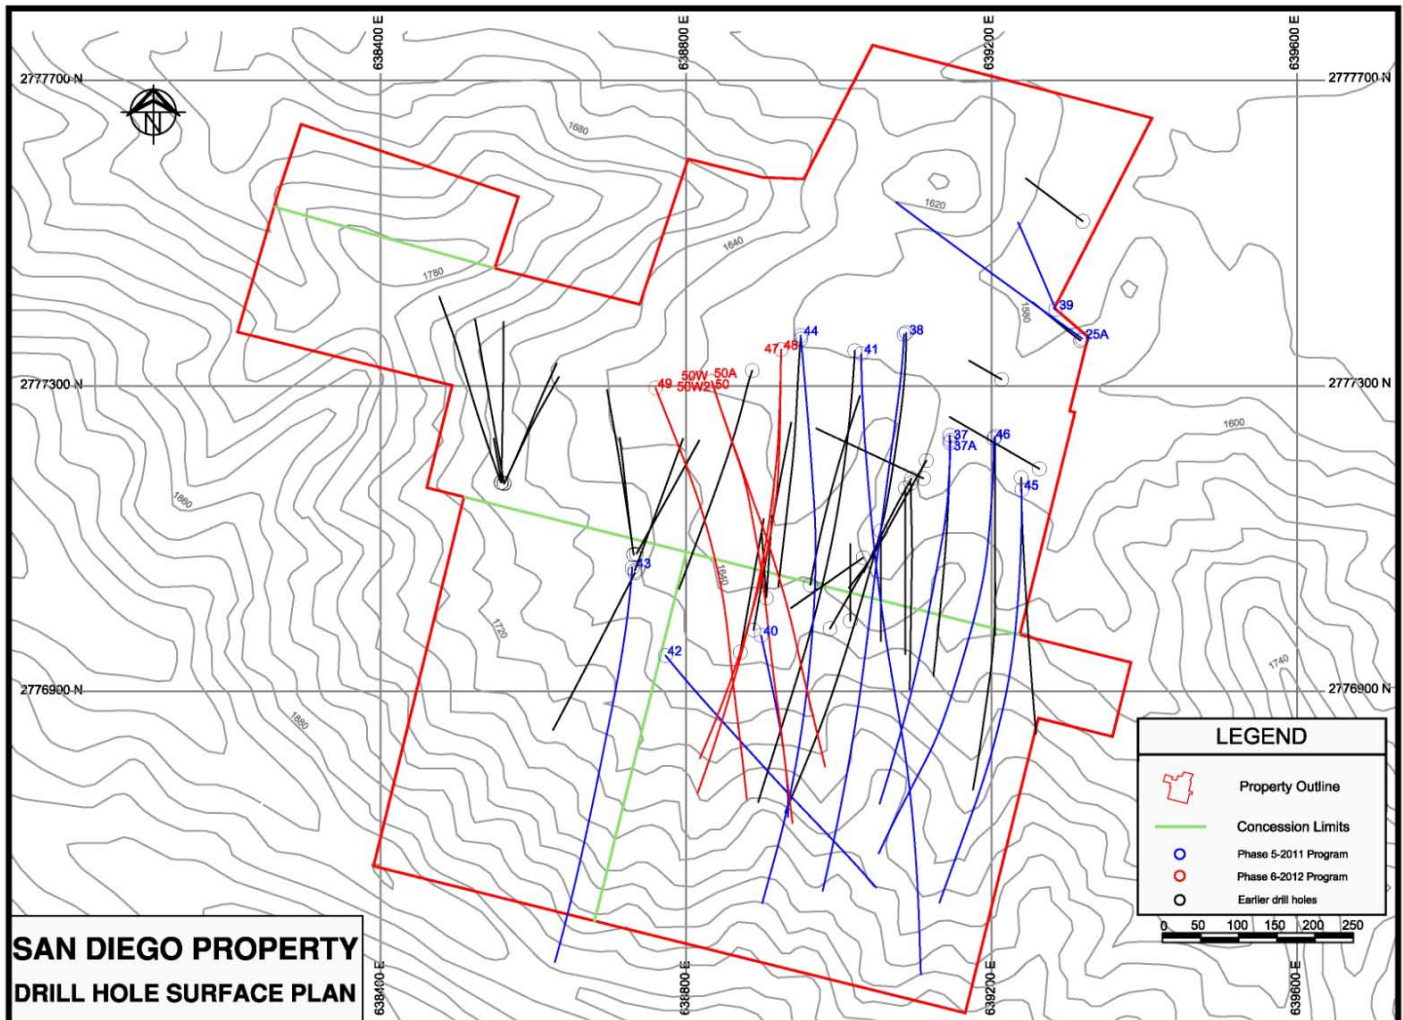 638400 E
638800 E
639200 E
639600 E
2777700 N
2777700 N
N
1680
1620
1640
1780
1580
39
25A
44
38
47 48
41
50W 50A
49 50W2 50
2777300 N
2777300 N
1600
37
37A
46
45
1860
43
1640
1720
40
42
1740
2776900 N
2776900 N
1880
LEGEND
Property Outline
Concession Limits
Phase 5-2011 Program
Phase 6-2012 Program
Earlier drill holes
0 50 100 150 200 250
SAN DIEGO PROPERTY
DRILL HOLE SURFACE PLAN
638400 E
638800 E
639200 E
639600 E